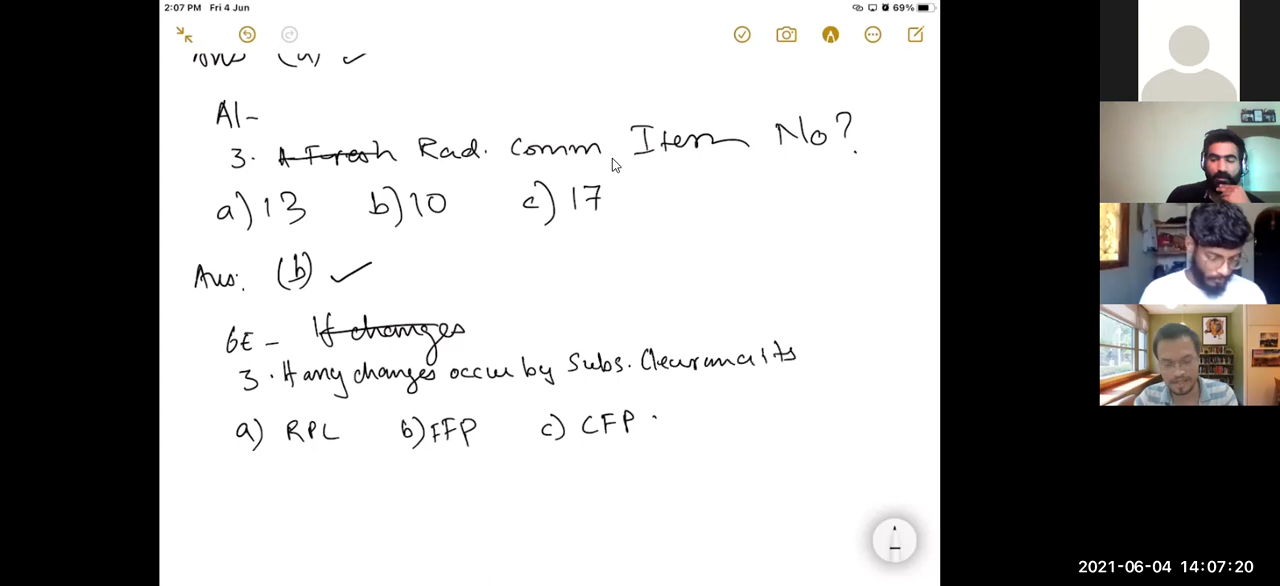 2:07 PM Fri 4 Jun
69%
AI-
3. A Fresh Rad. Comm Item No?
a) 13 b) 10 c) 17
Ans: (b) ✓
GE - If changes
3. If any changes occur by Subs. Clearance its
a) RPL b) FFP c) CFP .
2021-06-04 14:07:20